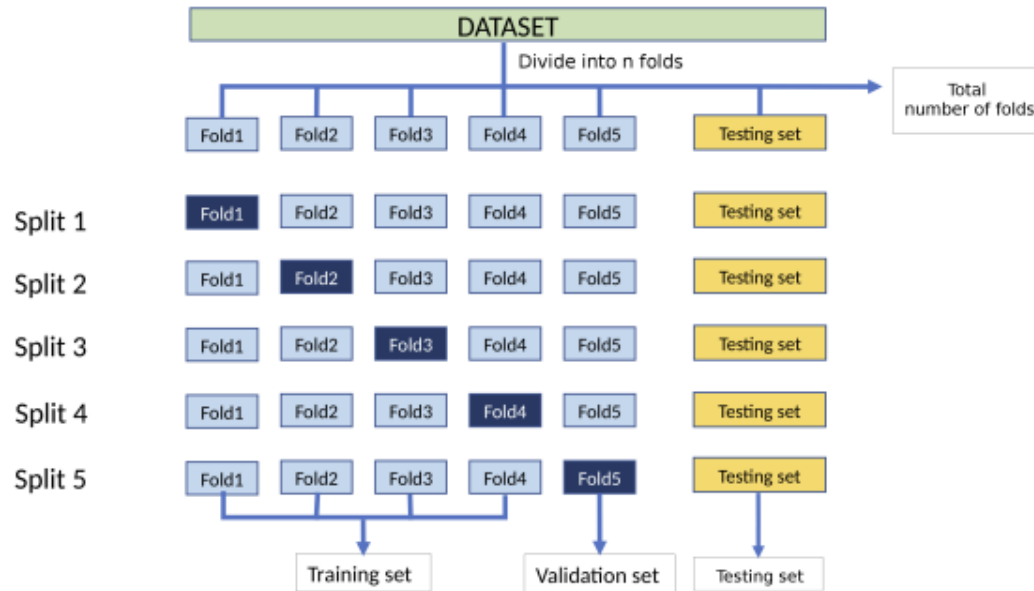 DATASET
Divide into n folds
Total
number of folds
Fold1 Fold2 Fold3 Fold4 Fold5 Testing set
Split 1 Fold1 Fold2 Fold3 Fold4 Fold5 Testing set
Split 2 Fold1 Fold2 Fold3 Fold4 Fold5 Testing set
Split 3 Fold1 Fold2 Fold3 Fold4 Fold5 Testing set
Split 4 Fold1 Fold2 Fold3 Fold4 Fold5 Testing set
Split 5 Fold1 Fold2 Fold3 Fold4 Fold5 Testing set
Training set Validation set Testing set